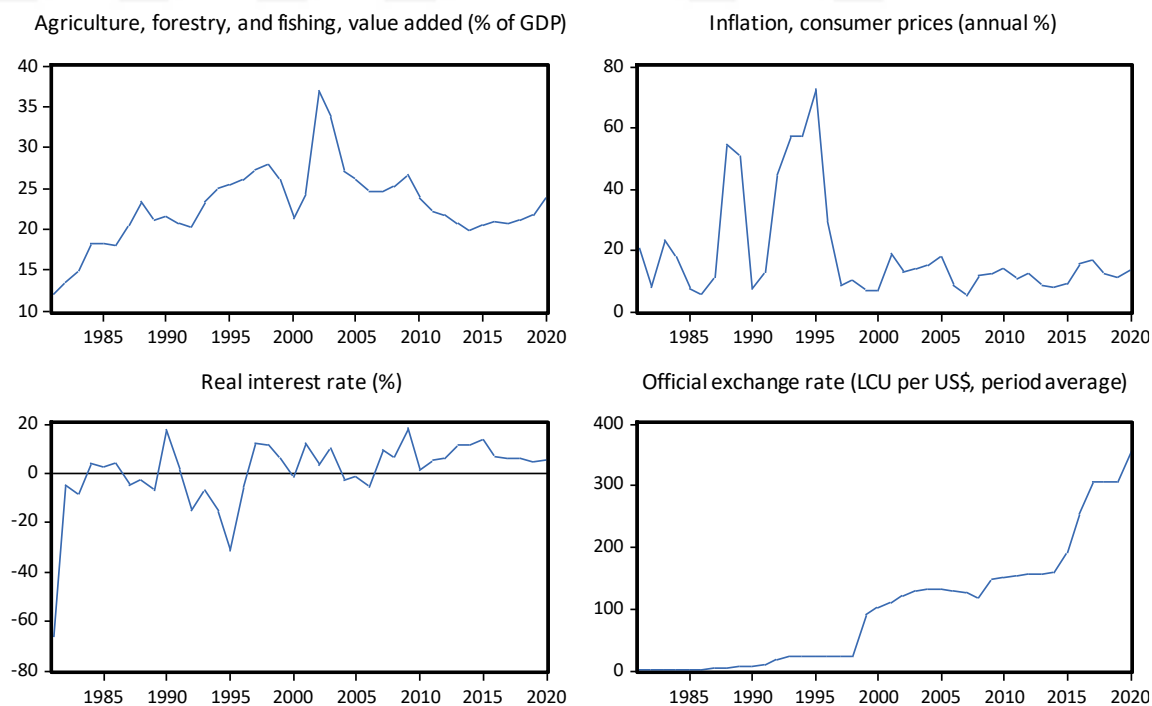 Agriculture, forestry, and fishing, value added (% of GDP)
40
35
30
25
20
15
10
1985 1990 1995 2000 2005 2010 2015 2020
Inflation, consumer prices (annual %)
80
60
40
20
0
1985 1990 1995 2000 2005 2010 2015 2020
Real interest rate (%)
20
0
-20
-40
-60
-80
1985 1990 1995 2000 2005 2010 2015 2020
Official exchange rate (LCU per US$, period average)
400
300
200
100
0
1985 1990 1995 2000 2005 2010 2015 2020